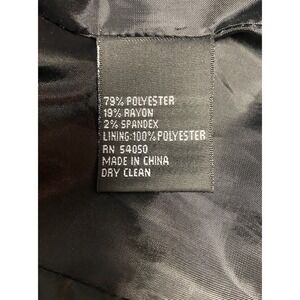 79% POLYESTER
19% RAYON
2% SPANDEX
LINING:100% POLYESTER
RN 54050
MADE IN CHINA
DRY CLEAN